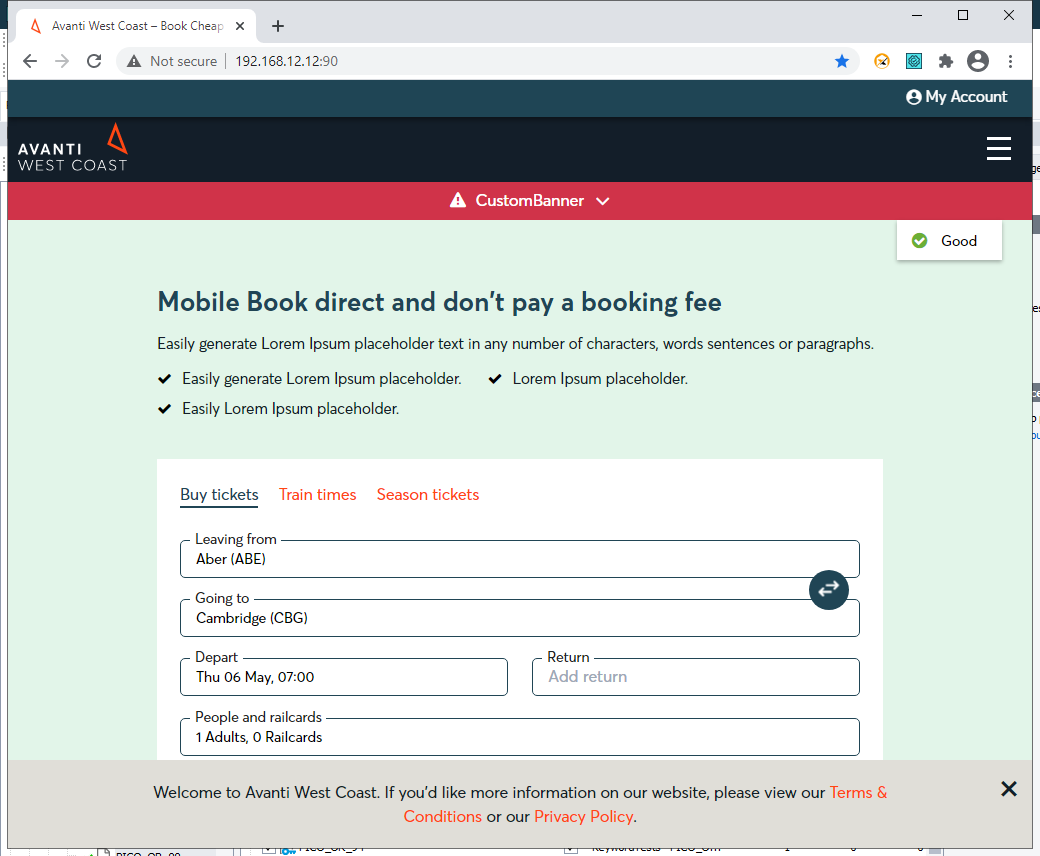 Avanti West Coast – Book Cheap
Not secure 192.168.12.12:90
My Account
AVANTI
WEST COAST
CustomBanner
Good
Mobile Book direct and don't pay a booking fee
Easily generate Lorem Ipsum placeholder text in any number of characters, words sentences or paragraphs.
Easily generate Lorem Ipsum placeholder. Lorem Ipsum placeholder.
Easily Lorem Ipsum placeholder.
Buy tickets Train times Season tickets
Leaving from
Aber (ABE)
Going to
Cambridge (CBG)
Depart Return
Thu 06 May, 07:00 Add return
People and railcards
1 Adults, 0 Railcards
Welcome to Avanti West Coast. If you'd like more information on our website, please view our Terms &
Conditions or our Privacy Policy.